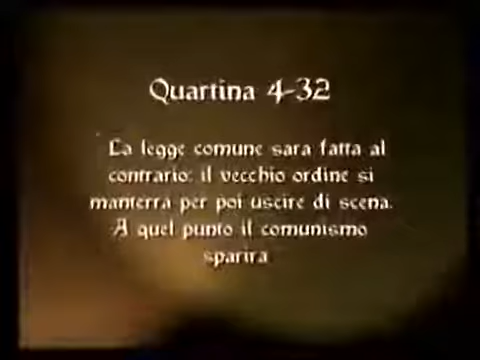 Quartina 4-32
La legge comune sara fatta al
contrario: il vecchio ordine si
manterra per poi uscire di scena.
A quel punto il comunismo
sparira